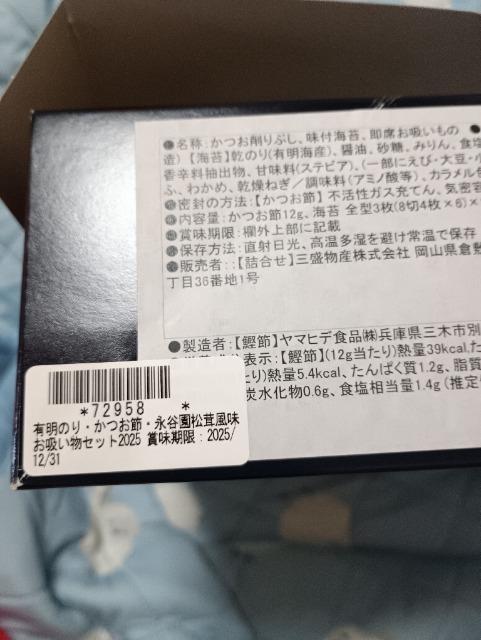 ●名称:かつお削りぶし、味付海苔、即席お吸いもの
造)【海苔】乾のり(有明海産)、醤油、砂糖、みりん、食塩
香辛料抽出物、甘味料(ステビア)、(一部にえび・大豆・小
ふ、わかめ、乾燥ねぎ／調味料(アミノ酸等)、カラメル色
●密封の方法:【かつお節】不活性ガス充てん、気密容
●内容量:かつお節12g、海苔 全型3枚(8切4枚×6)
●賞味期限:欄外上部に記載
●保存方法:直射日光、高温多湿を避け常温で保存
●販売者::【詰合せ】三盛物産株式会社 岡山県倉敷
丁目36番地1号
●製造者:【鰹節】ヤマヒデ食品㈱兵庫県三木市別
表示:【鰹節】(12g当たり)熱量39kcal,た
り)熱量5.4kcal、たんぱく質1.2g、脂質
炭水化物0.6g、食塩相当量1.4g(推定
*72958 *
有明のり・かつお節・永谷園松茸風味
お吸い物セット2025 賞味期限:2025/
12/31